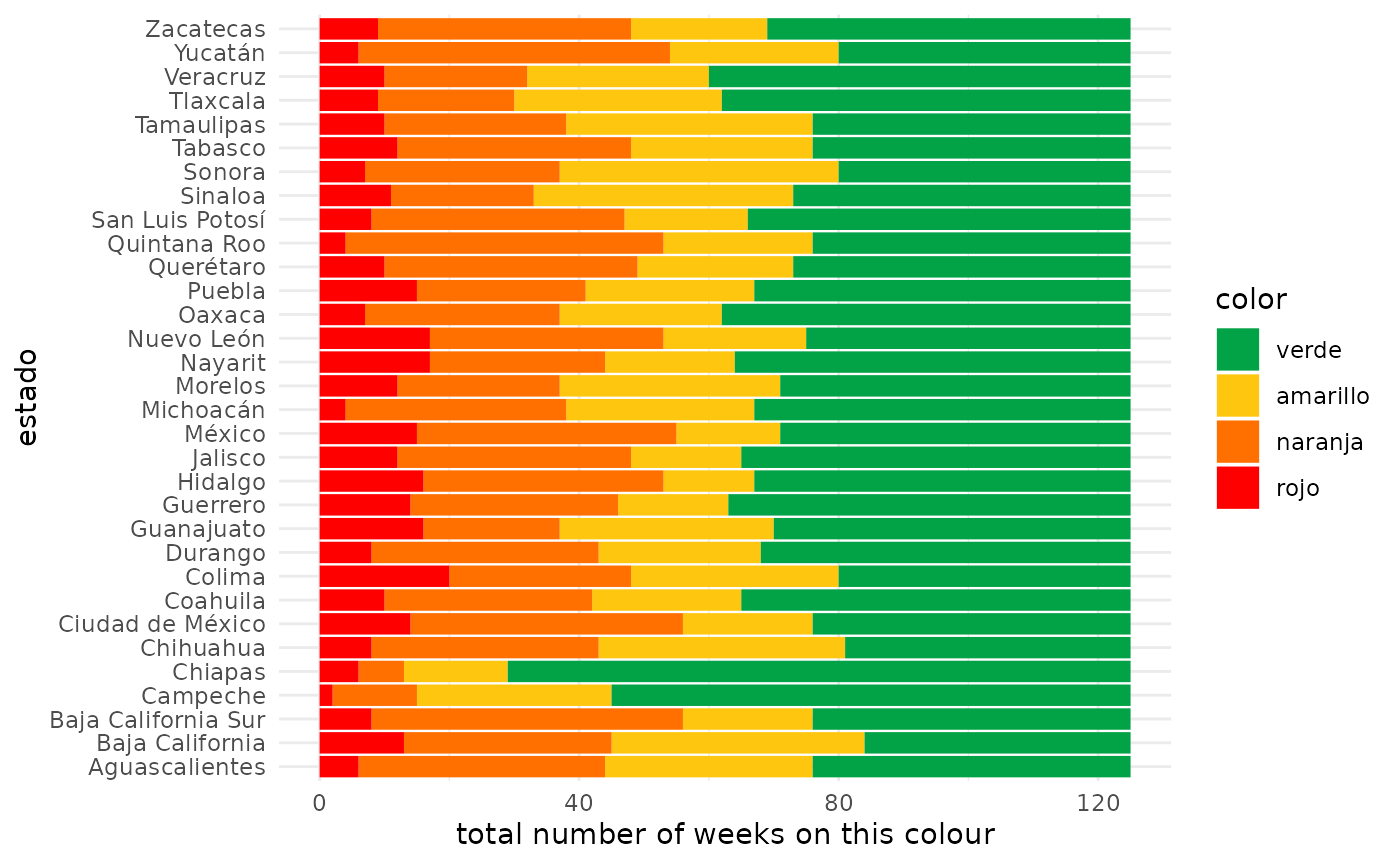 Zacatecas
Yucatán
Veracruz
Tlaxcala
Tamaulipas
Tabasco
Sonora
Sinaloa
San Luis Potosí
Quintana Roo
Querétaro
Puebla
Oaxaca
Nuevo León
Nayarit
Morelos
Michoacán
México
Jalisco
Hidalgo
Guerrero
Guanajuato
Durango
Colima
Coahuila
Ciudad de México
Chihuahua
Chiapas
Campeche
Baja California Sur
Baja California
Aguascalientes
estado
0 40 80 120
total number of weeks on this colour
color
verde
amarillo
naranja
rojo